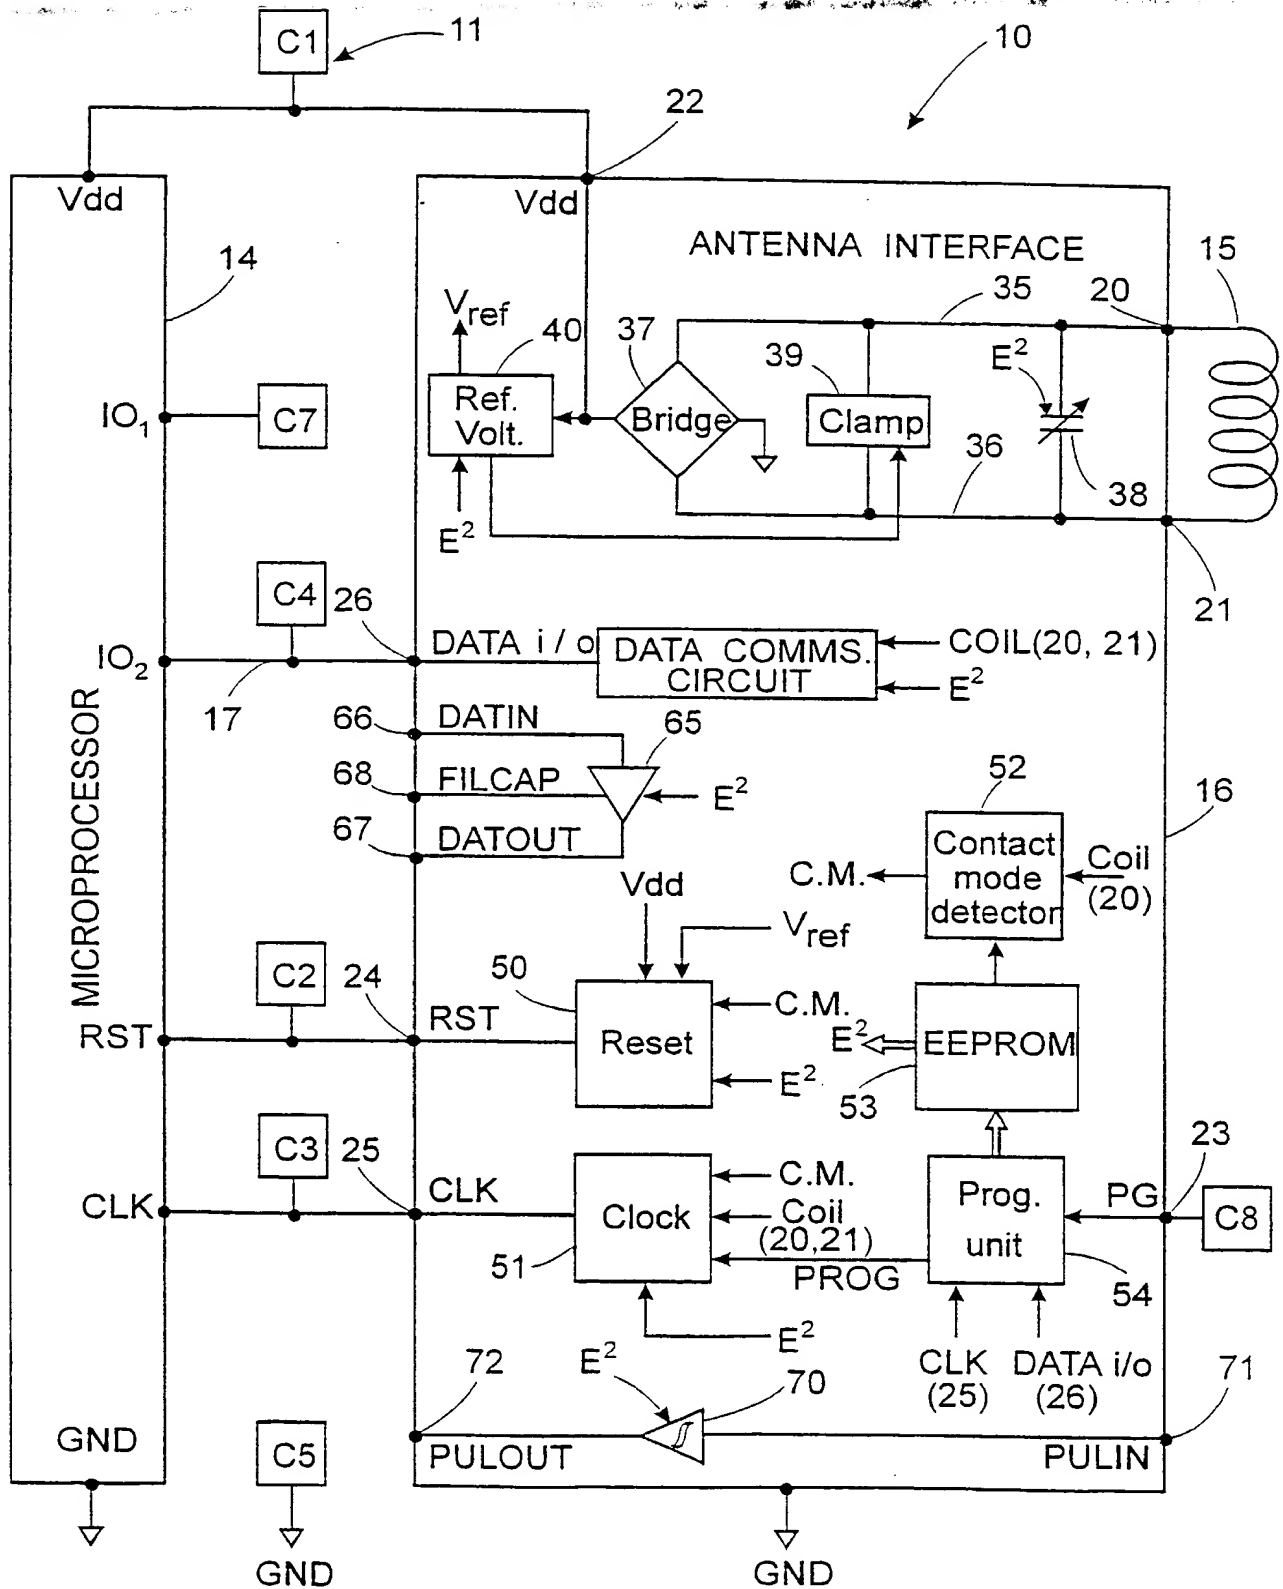 C1
11
10
22
Vdd
Vdd
ANTENNA INTERFACE
14
15
20
35
Vref
40
37
39
E²
Ref.
Volt.
Bridge
Clamp
IO1
C7
36
38
E²
21
C4
26
DATA i / o
DATA COMMS.
CIRCUIT
COIL(20, 21)
E²
IO2
17
66
DATIN
65
68
FILCAP
E²
67
DATOUT
52
16
Contact
mode
detector
C.M.
Coil
(20)
Vdd
Vref
MICROPROCESSOR
C2
24
50
RST
RST
Reset
C.M.
E²
E²
EEPROM
53
C3
25
CLK
CLK
Clock
51
C.M.
Coil
(20,21)
PROG
E²
Prog.
unit
PG
23
C8
54
CLK
(25)
DATA i/o
(26)
72
E²
70
71
PULOUT
PULIN
GND
C5
GND
GND